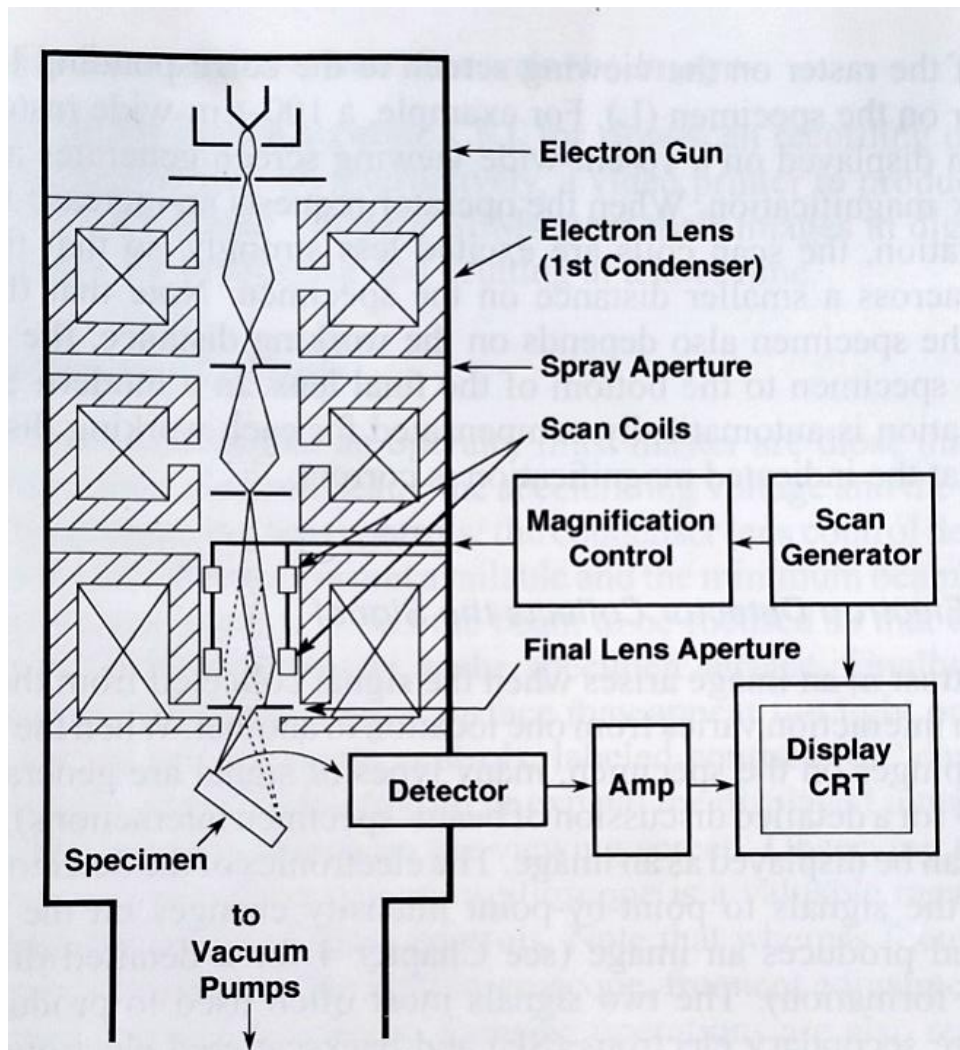 Electron Gun
Electron Lens
(1st Condenser)
Spray Aperture
Scan Coils
Magnification
Control
Scan
Generator
Final Lens Aperture
Display
CRT
Detector
Amp
Specimen
to
Vacuum
Pumps